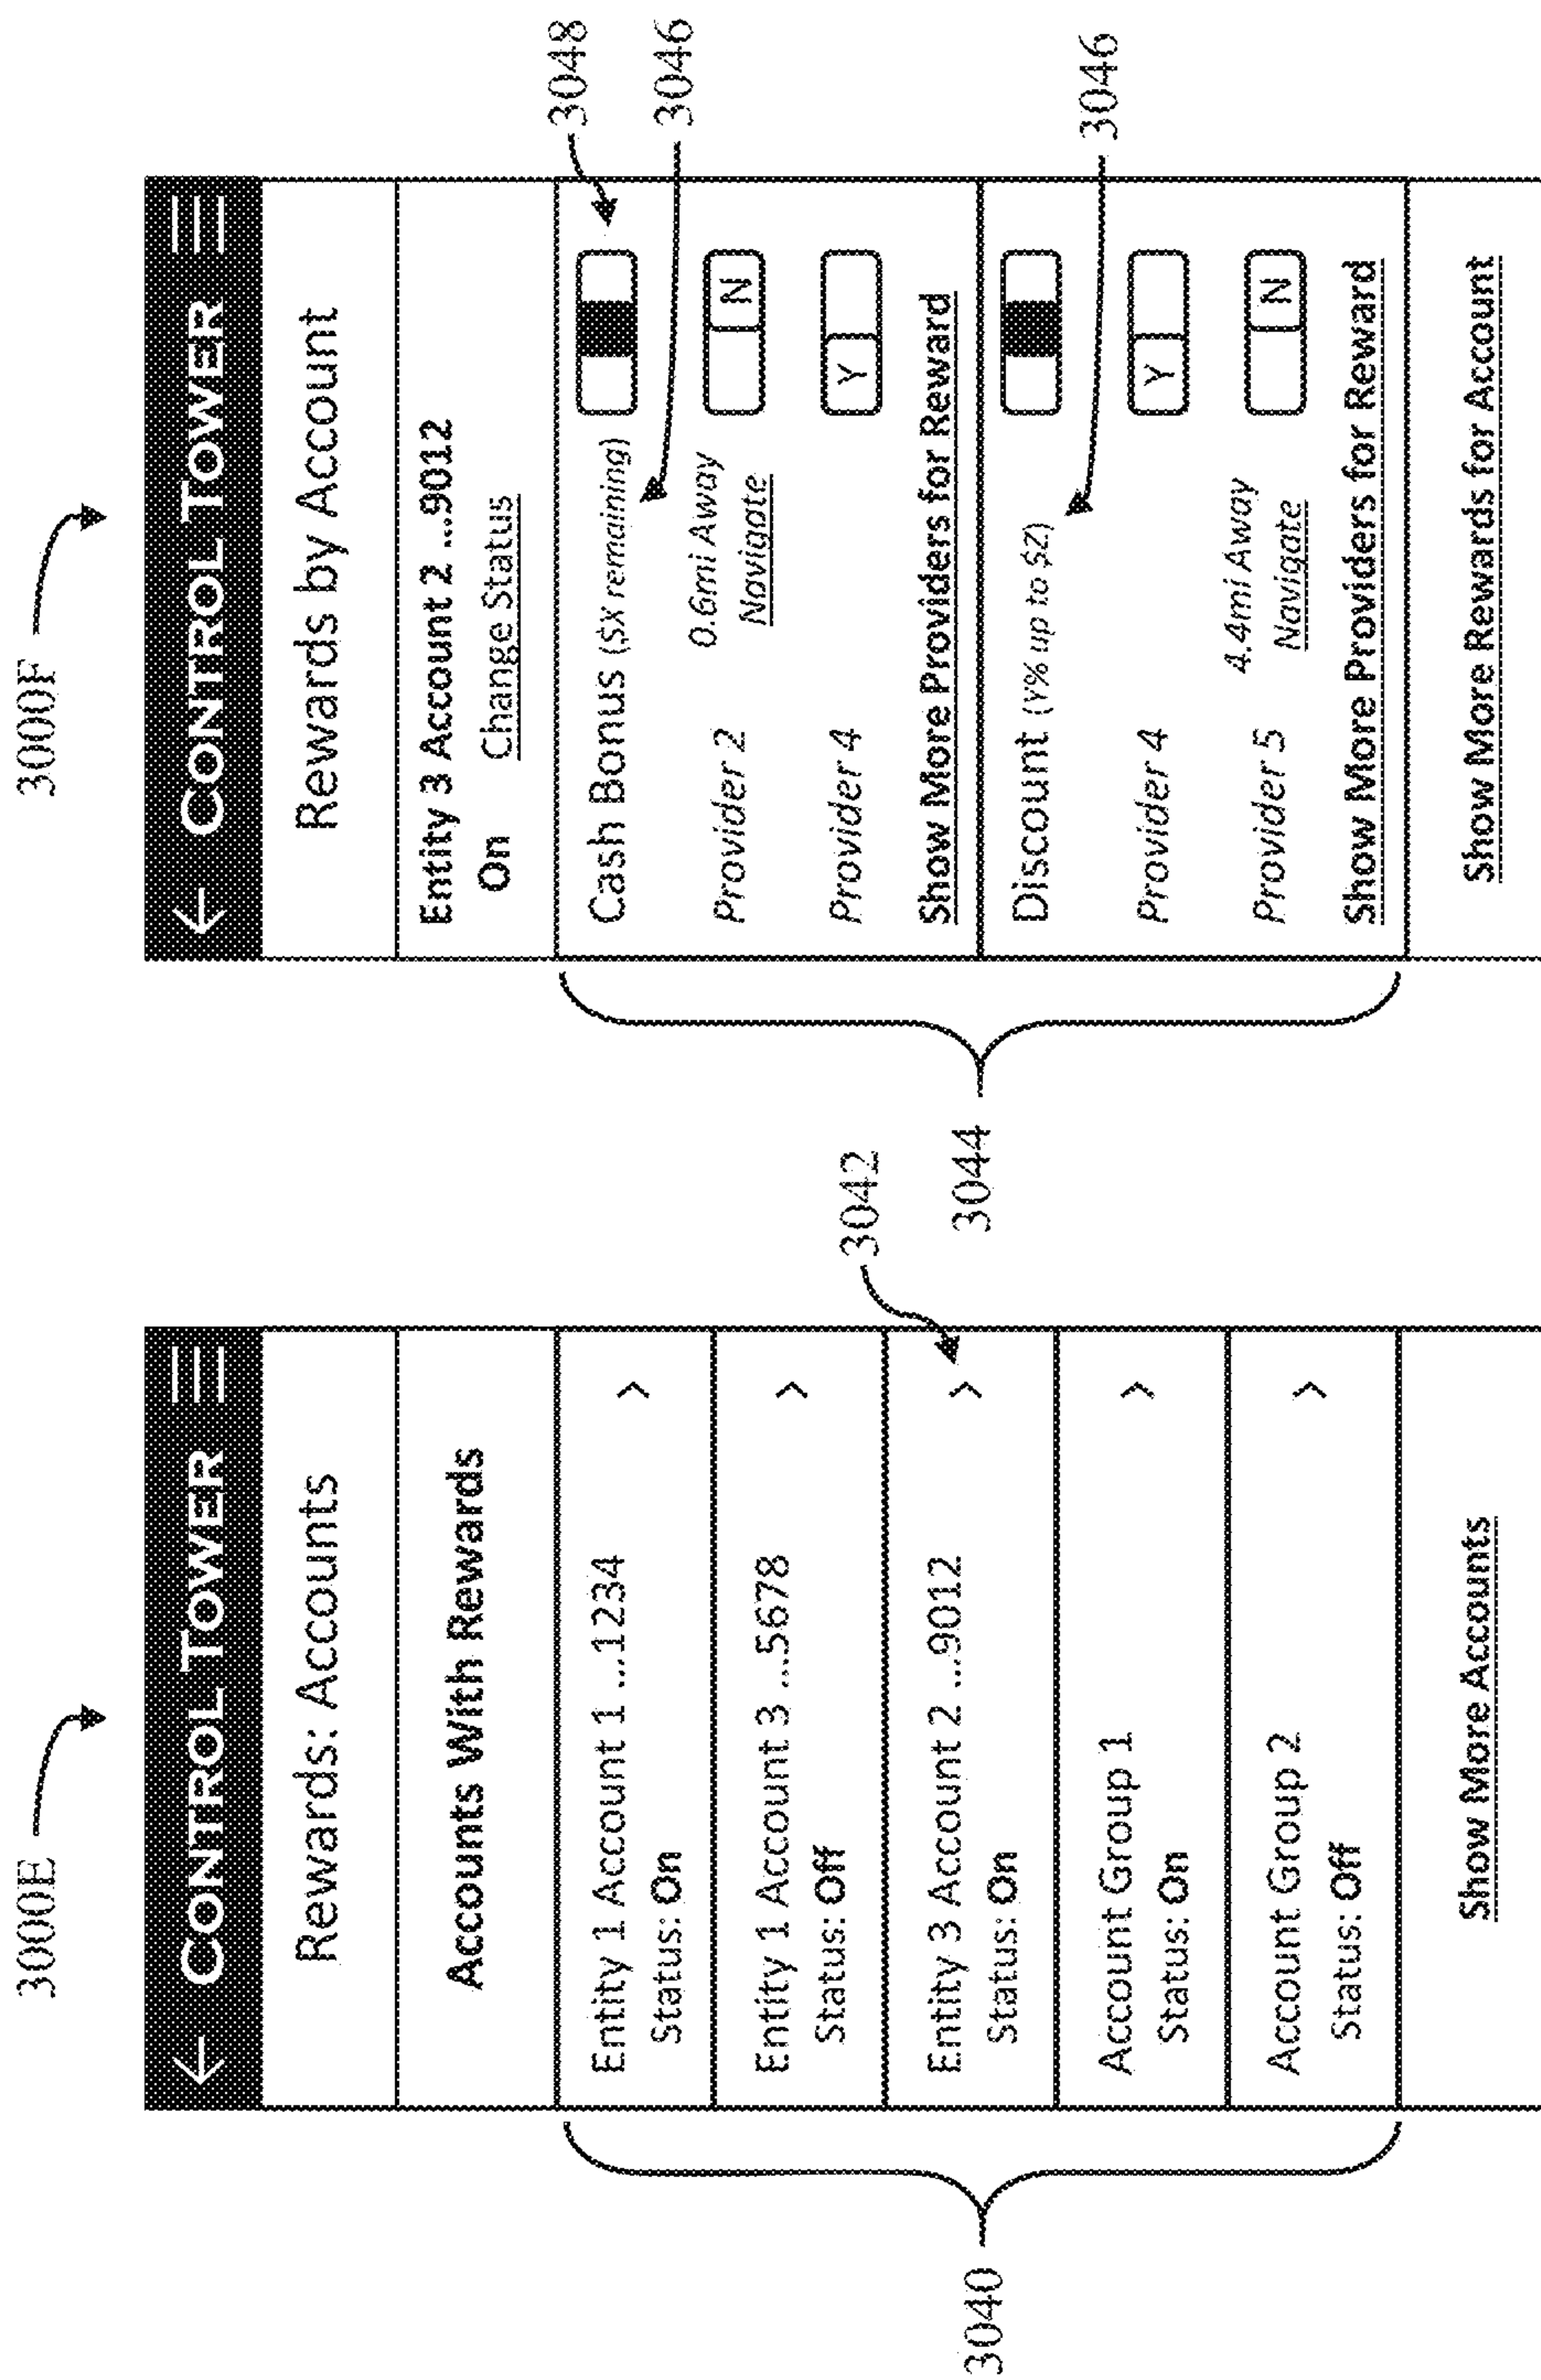 3000E
← CONTROL TOWER
Rewards: Accounts
Accounts With Rewards
Entity 1 Account 1 ...1234 >
Status: On
Entity 1 Account 3 ...5678 >
Status: Off
Entity 3 Account 2 ...9012 >
Status: On
Account Group 1 >
Status: On
Account Group 2 >
Status: Off
Show More Accounts
3040
3042
3000F
← CONTROL TOWER
Rewards by Account
Entity 3 Account 2 ...9012
On Change Status
Cash Bonus ($X remaining)
Provider 2 0.6mi Away N
Navigate
Provider 4 Y
Show More Providers for Reward
Discount (Y% up to $Z)
Provider 4 Y
Provider 5 4.4mi Away N
Navigate
Show More Providers for Reward
Show More Rewards for Account
3044
3048
3046
3046